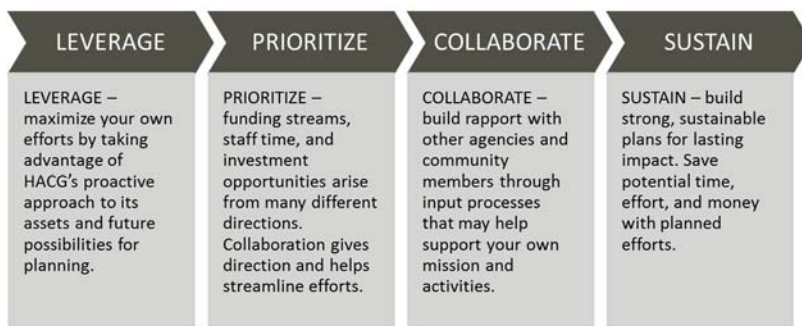 LEVERAGE
PRIORITIZE
COLLABORATE
SUSTAIN
LEVERAGE –
maximize your own
efforts by taking
advantage of
HACG’s proactive
approach to its
assets and future
possibilities for
planning.
PRIORITIZE –
funding streams,
staff time, and
investment
opportunities arise
from many different
directions.
Collaboration gives
direction and helps
streamline efforts.
COLLABORATE –
build rapport with
other agencies and
community
members through
input processes
that may help
support your own
mission and
activities.
SUSTAIN – build
strong, sustainable
plans for lasting
impact. Save
potential time,
effort, and money
with planned
efforts.